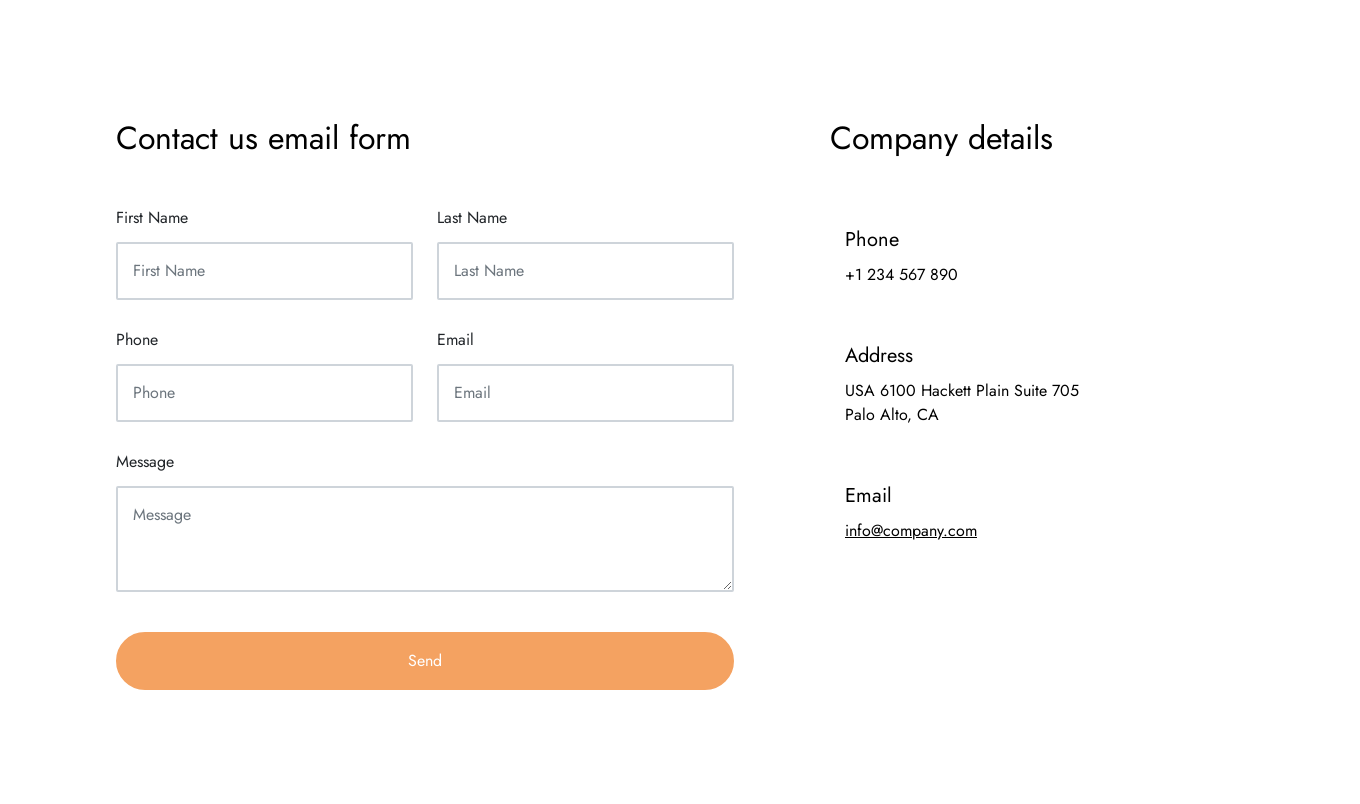 Contact us email form
First Name
Last Name
First Name
Last Name
Phone
Email
Phone
Email
Message
Message
Send
Company details
Phone
+1 234 567 890
Address
USA 6100 Hackett Plain Suite 705
Palo Alto, CA
Email
info@company.com